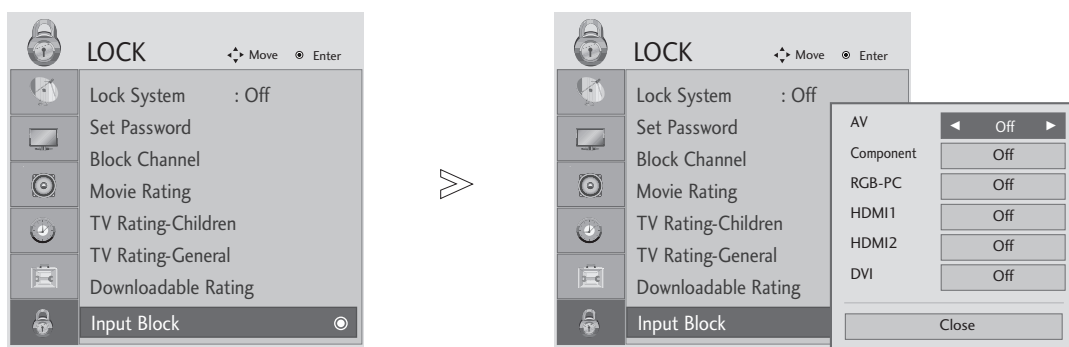 LOCK
Move Enter
Lock System : Off
Set Password
Block Channel
Movie Rating
TV Rating-Children
TV Rating-General
Downloadable Rating
Input Block
LOCK
Move Enter
Lock System : Off
Set Password
Block Channel
Movie Rating
TV Rating-Children
TV Rating-General
Downloadable Rating
Input Block
AV ◄ Off ►
Component Off
RGB-PC Off
HDMI1 Off
HDMI2 Off
DVI Off
Close